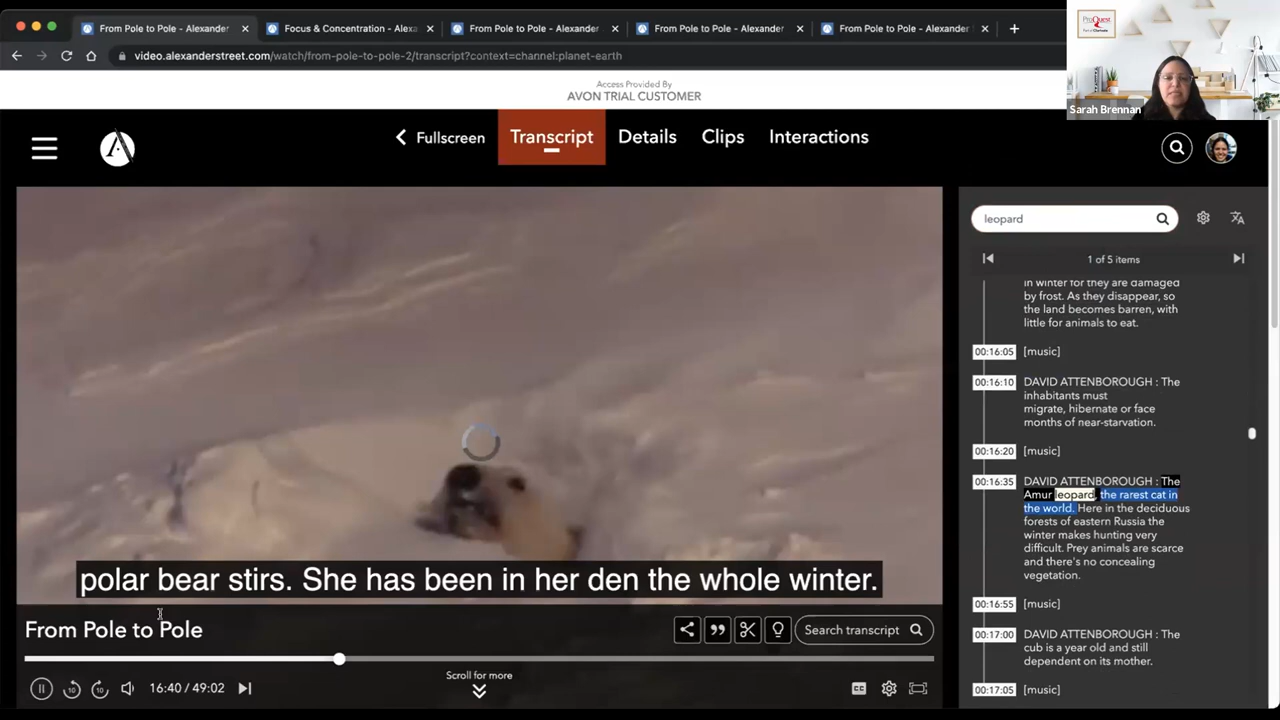 From Pole to Pole - Alexander
Focus & Concentration - Alexa
From Pole to Pole - Alexander
From Pole to Pole - Alexander
From Pole to Pole - Alexander
video.alexanderstreet.com/watch/from-pole-to-pole-2/transcript?context=channel:planet-earth
ProQuest
Sarah Brennan
Access Provided By
AVON TRIAL CUSTOMER
Fullscreen
Transcript
Details
Clips
Interactions
polar bear stirs. She has been in her den the whole winter.
From Pole to Pole
Search transcript
Scroll for more
16:40 / 49:02
10
10
CC
leopard
1 of 5 items
in winter for they are damaged
by frost. As they disappear, so
the land becomes barren, with
little for animals to eat.
00:16:05 [music]
00:16:10 DAVID ATTENBOROUGH : The
inhabitants must
migrate, hibernate or face
months of near-starvation.
00:16:20 [music]
00:16:35 DAVID ATTENBOROUGH : The
Amur leopard, the rarest cat in
the world. Here in the deciduous
forests of eastern Russia the
winter makes hunting very
difficult. Prey animals are scarce
and there's no concealing
vegetation.
00:16:55 [music]
00:17:00 DAVID ATTENBOROUGH : The
cub is a year old and still
dependent on its mother.
00:17:05 [music]